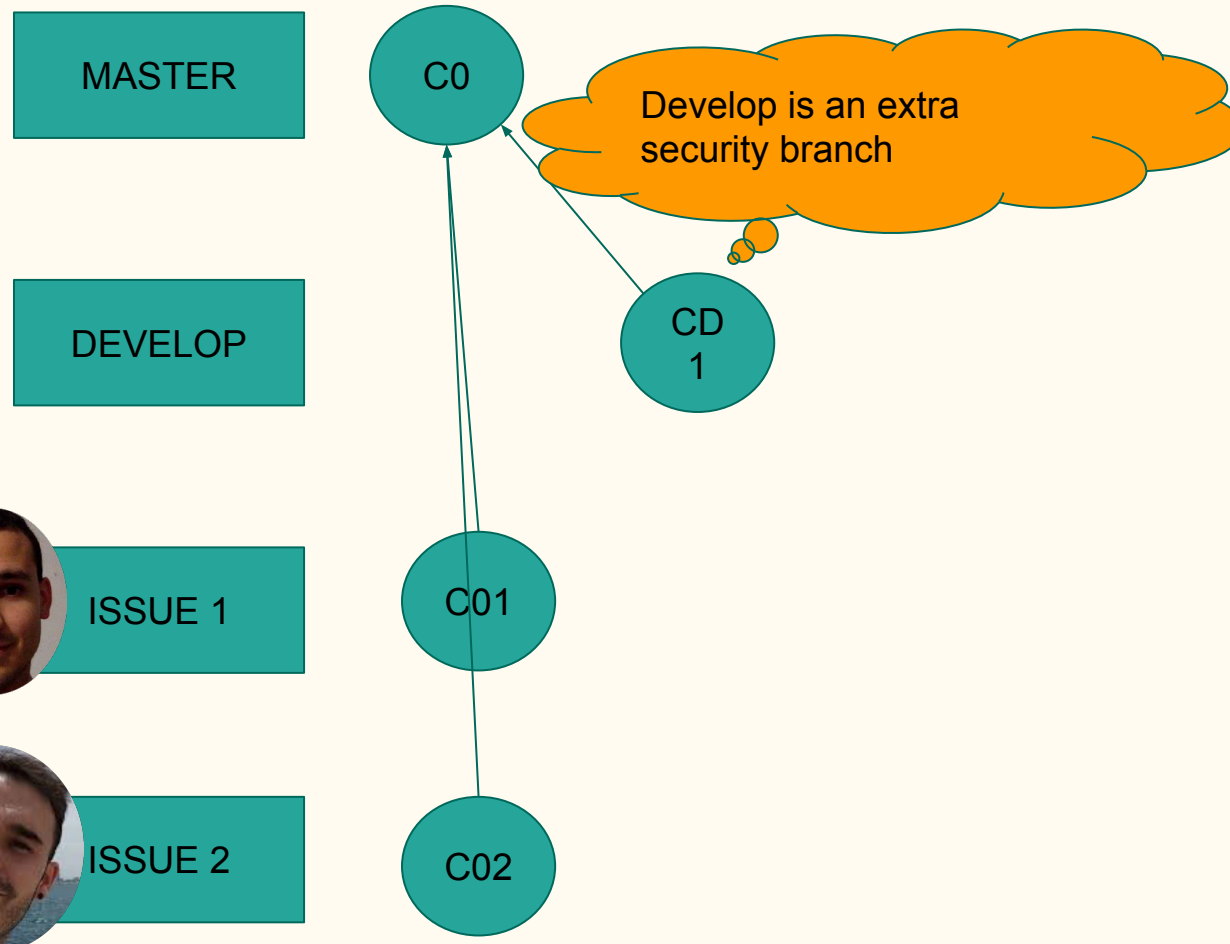 MASTER
C0
Develop is an extra
security branch
DEVELOP
CD
1
ISSUE 1
C01
ISSUE 2
C02